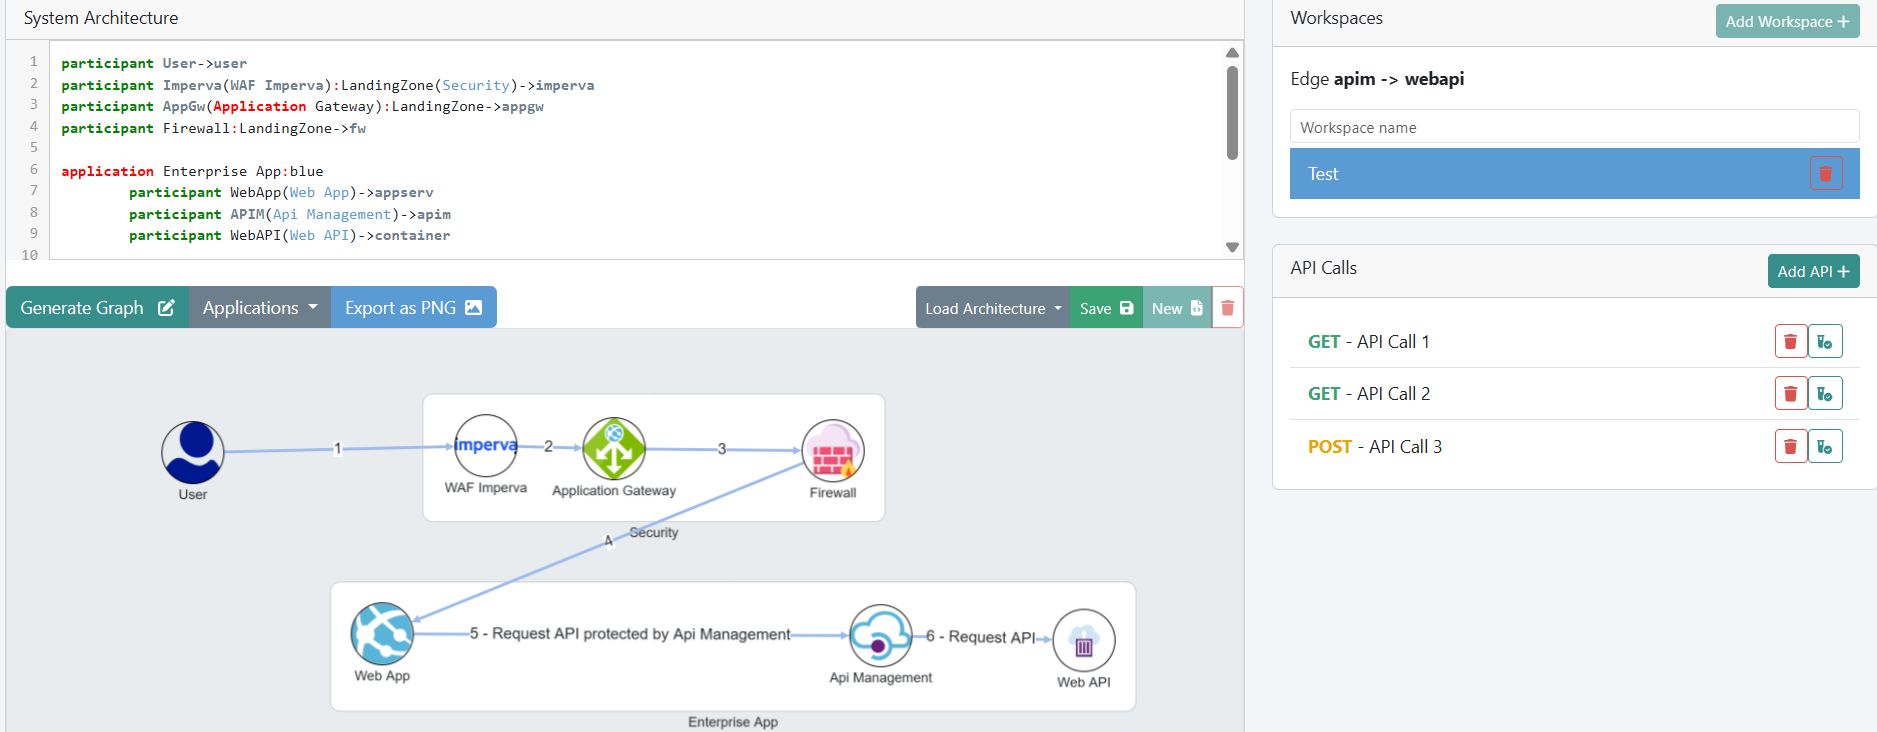 System Architecture
1 participant User->user
2 participant Imperva(WAF Imperva):LandingZone(Security)->imperva
3 participant AppGw(Application Gateway):LandingZone->appgw
4 participant Firewall:LandingZone->fw
5
6 application Enterprise App:blue
7 participant WebApp(Web App)->appserv
8 participant APIM(Api Management)->apim
9 participant WebAPI(Web API)->container
10
Generate Graph
Applications
Export as PNG
Load Architecture
Save
New
1
2
3
imperva
User
WAF Imperva
Application Gateway
Firewall
4
Security
5 - Request API protected by Api Management
6 - Request API
Web App
Api Management
Web API
Enterprise App
Workspaces
Add Workspace +
Edge apim -> webapi
Workspace name
Test
API Calls
Add API +
GET - API Call 1
GET - API Call 2
POST - API Call 3